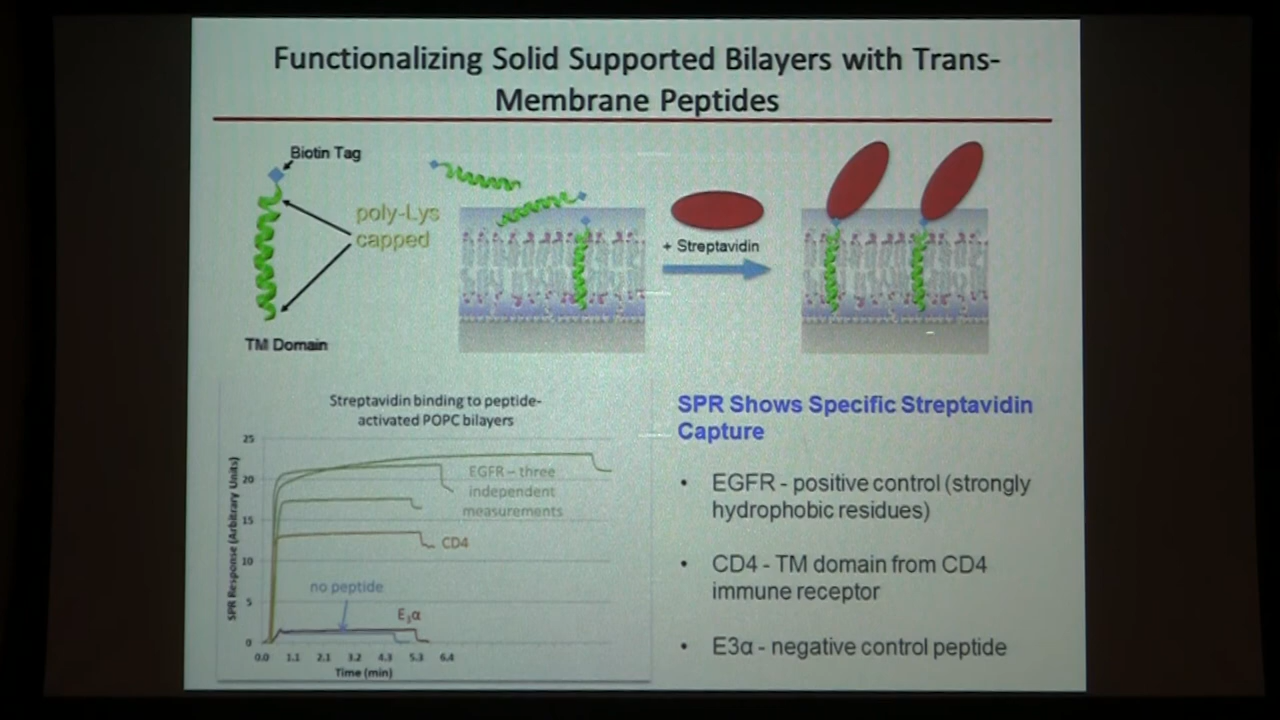 Functionalizing Solid Supported Bilayers with Trans-
Membrane Peptides
Biotin Tag
poly-Lys
capped
TM Domain
+ Streptavidin
Streptavidin binding to peptide-
activated POPC bilayers
SPR Response (Arbitrary Units)
25
20
15
10
5
0
EGFR – three
independent
measurements
CD4
no peptide
E₃α
0.0 1.1 2.1 3.2 4.3 5.3 6.4
Time (min)
SPR Shows Specific Streptavidin
Capture
• EGFR - positive control (strongly
hydrophobic residues)
• CD4 - TM domain from CD4
immune receptor
• E3α - negative control peptide